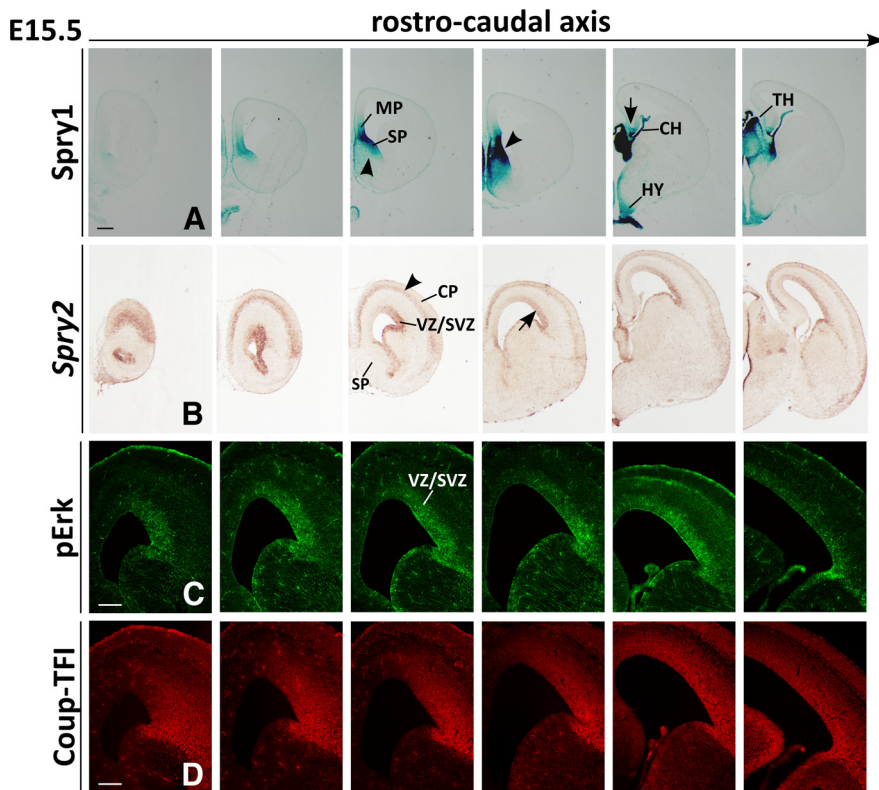 E15.5
rostro-caudal axis
Spry1
MP
SP
CH
HY
TH
A
Spry2
CP
VZ/SVZ
SP
B
pErk
VZ/SVZ
C
Coup-TFI
D